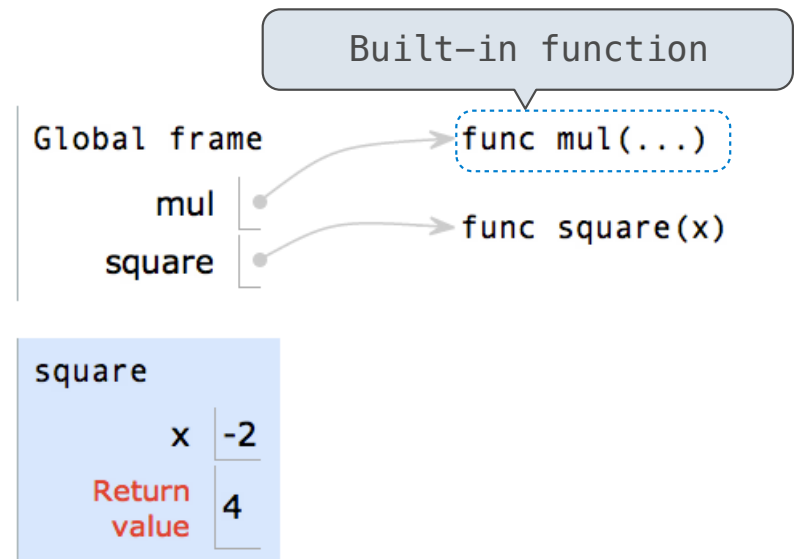 Built-in function
Global frame
func mul(...)
mul
func square(x)
square
square
x -2
Return
value 4